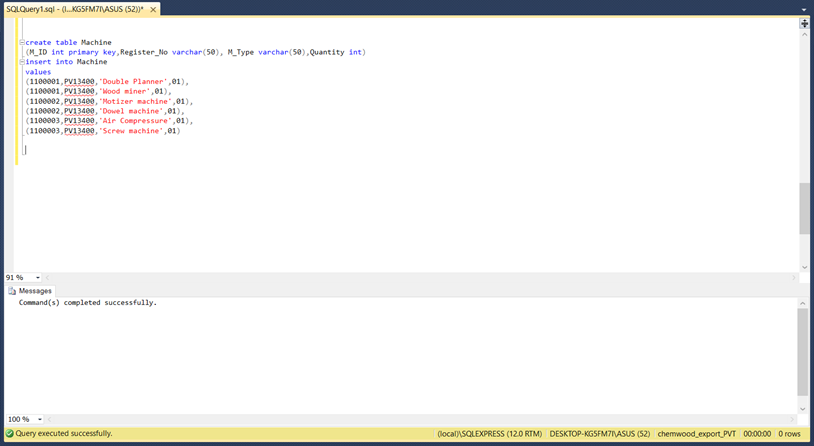 SQLQuery1.sql - (l...KG5FM7I\ASUS (52))*
create table Machine
(M_ID int primary key,Register_No varchar(50), M_Type varchar(50),Quantity int)
insert into Machine
values
(1100001,PV13400,'Double Planner',01),
(1100001,PV13400,'Wood miner',01),
(1100002,PV13400,'Motizer machine',01),
(1100002,PV13400,'Dowel machine',01),
(1100003,PV13400,'Air Compressure',01),
(1100003,PV13400,'Screw machine',01)
91 %
Messages
Command(s) completed successfully.
100 %
Query executed successfully. (local)\SQLEXPRESS (12.0 RTM) DESKTOP-KG5FM7I\ASUS (52) chemwood_export_PVT 00:00:00 0 rows